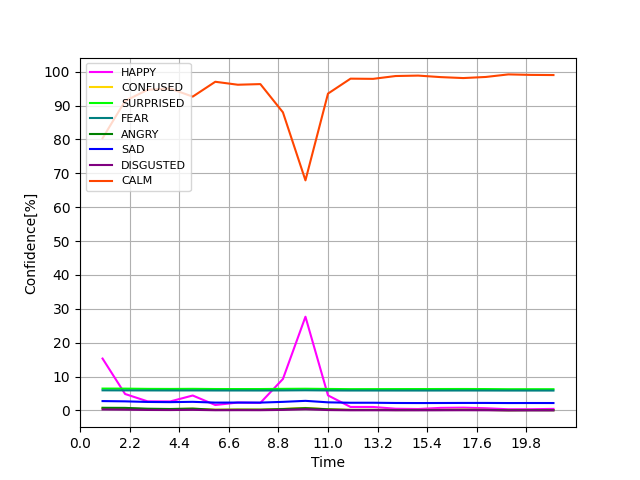 HAPPY
CONFUSED
SURPRISED
FEAR
ANGRY
SAD
DISGUSTED
CALM
Confidence[%]
100
90
80
70
60
50
40
30
20
10
0
0.0 2.2 4.4 6.6 8.8 11.0 13.2 15.4 17.6 19.8
Time